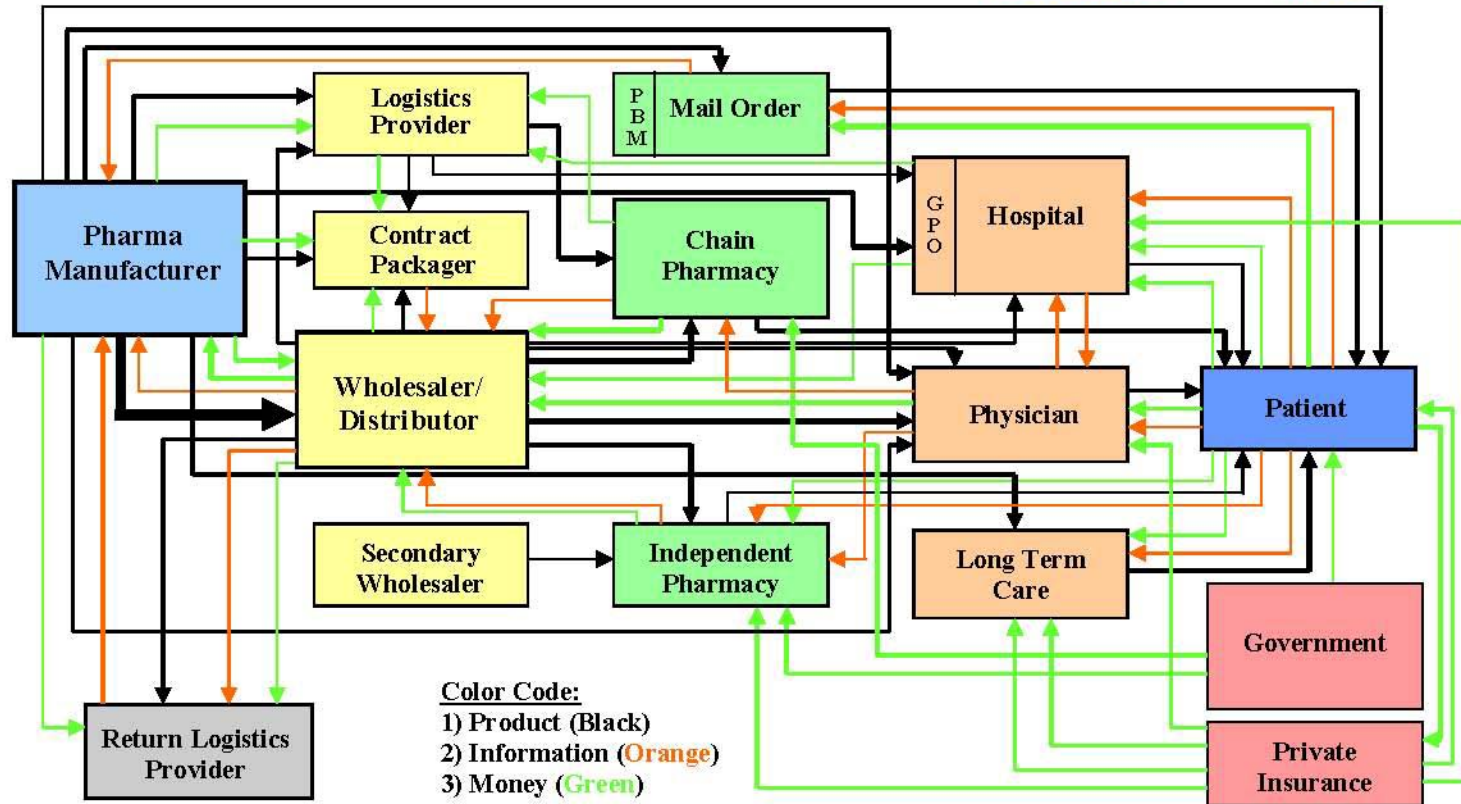 Logistics
Provider
P
B
M
Mail Order
Pharma
Manufacturer
Contract
Packager
Chain
Pharmacy
G
P
O
Hospital
Wholesaler/
Distributor
Physician
Patient
Secondary
Wholesaler
Independent
Pharmacy
Long Term
Care
Government
Return Logistics
Provider
Color Code:
1) Product (Black)
2) Information (Orange)
3) Money (Green)
Private
Insurance